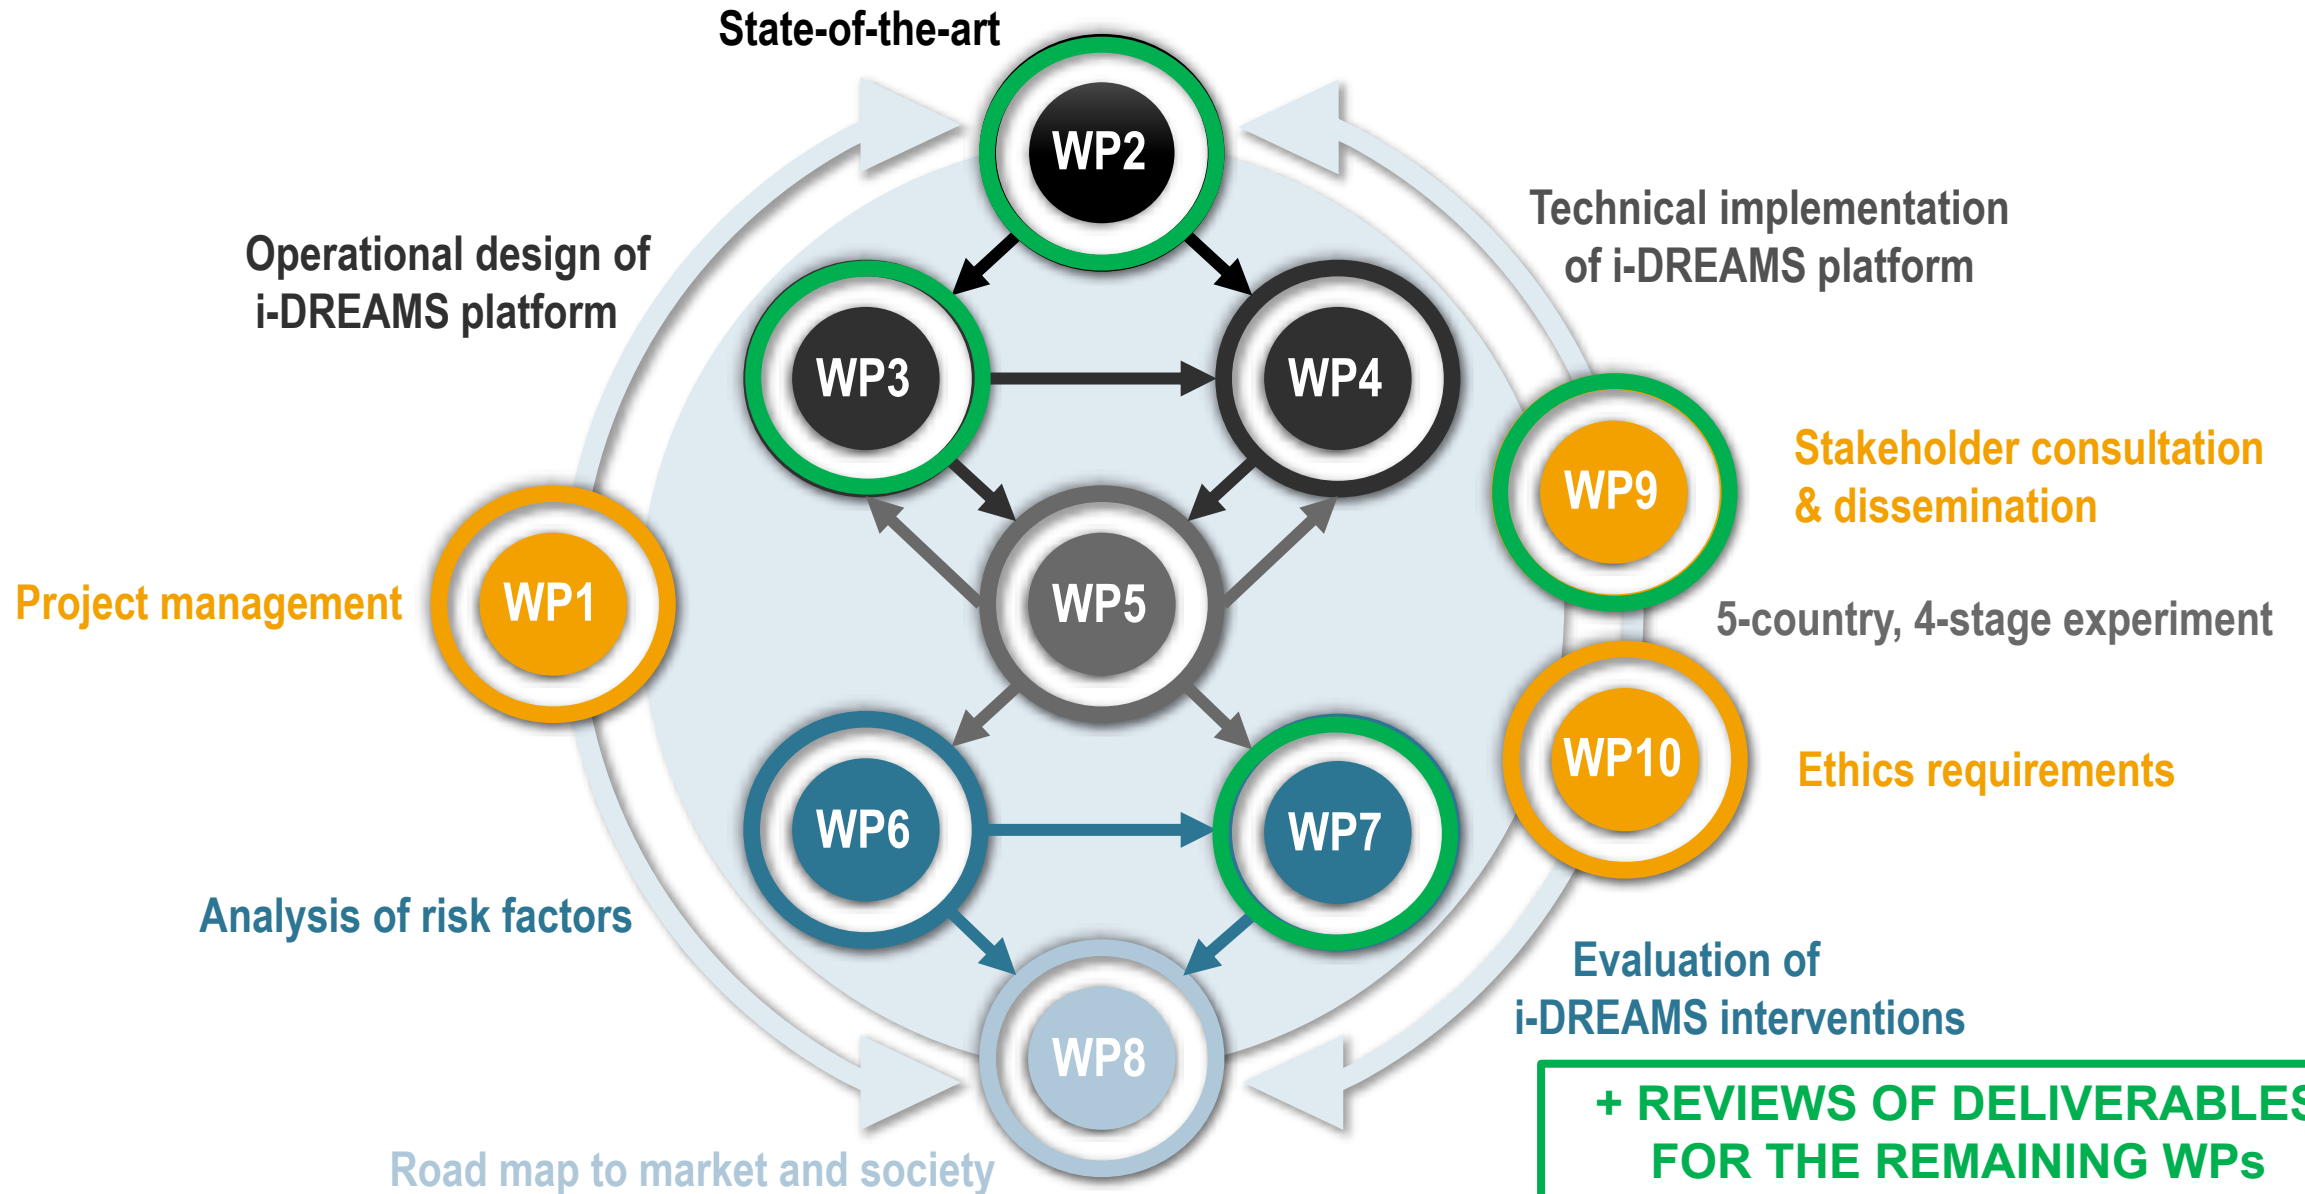 State-of-the-art
WP2
Technical implementation
of i-DREAMS platform
Operational design of
i-DREAMS platform
WP3
WP4
Stakeholder consultation
& dissemination
WP9
Project management
WP1
WP5
5-country, 4-stage experiment
WP10
Ethics requirements
WP6
WP7
Analysis of risk factors
Evaluation of
i-DREAMS interventions
WP8
+ REVIEWS OF DELIVERABLES
FOR THE REMAINING WPs
Road map to market and society